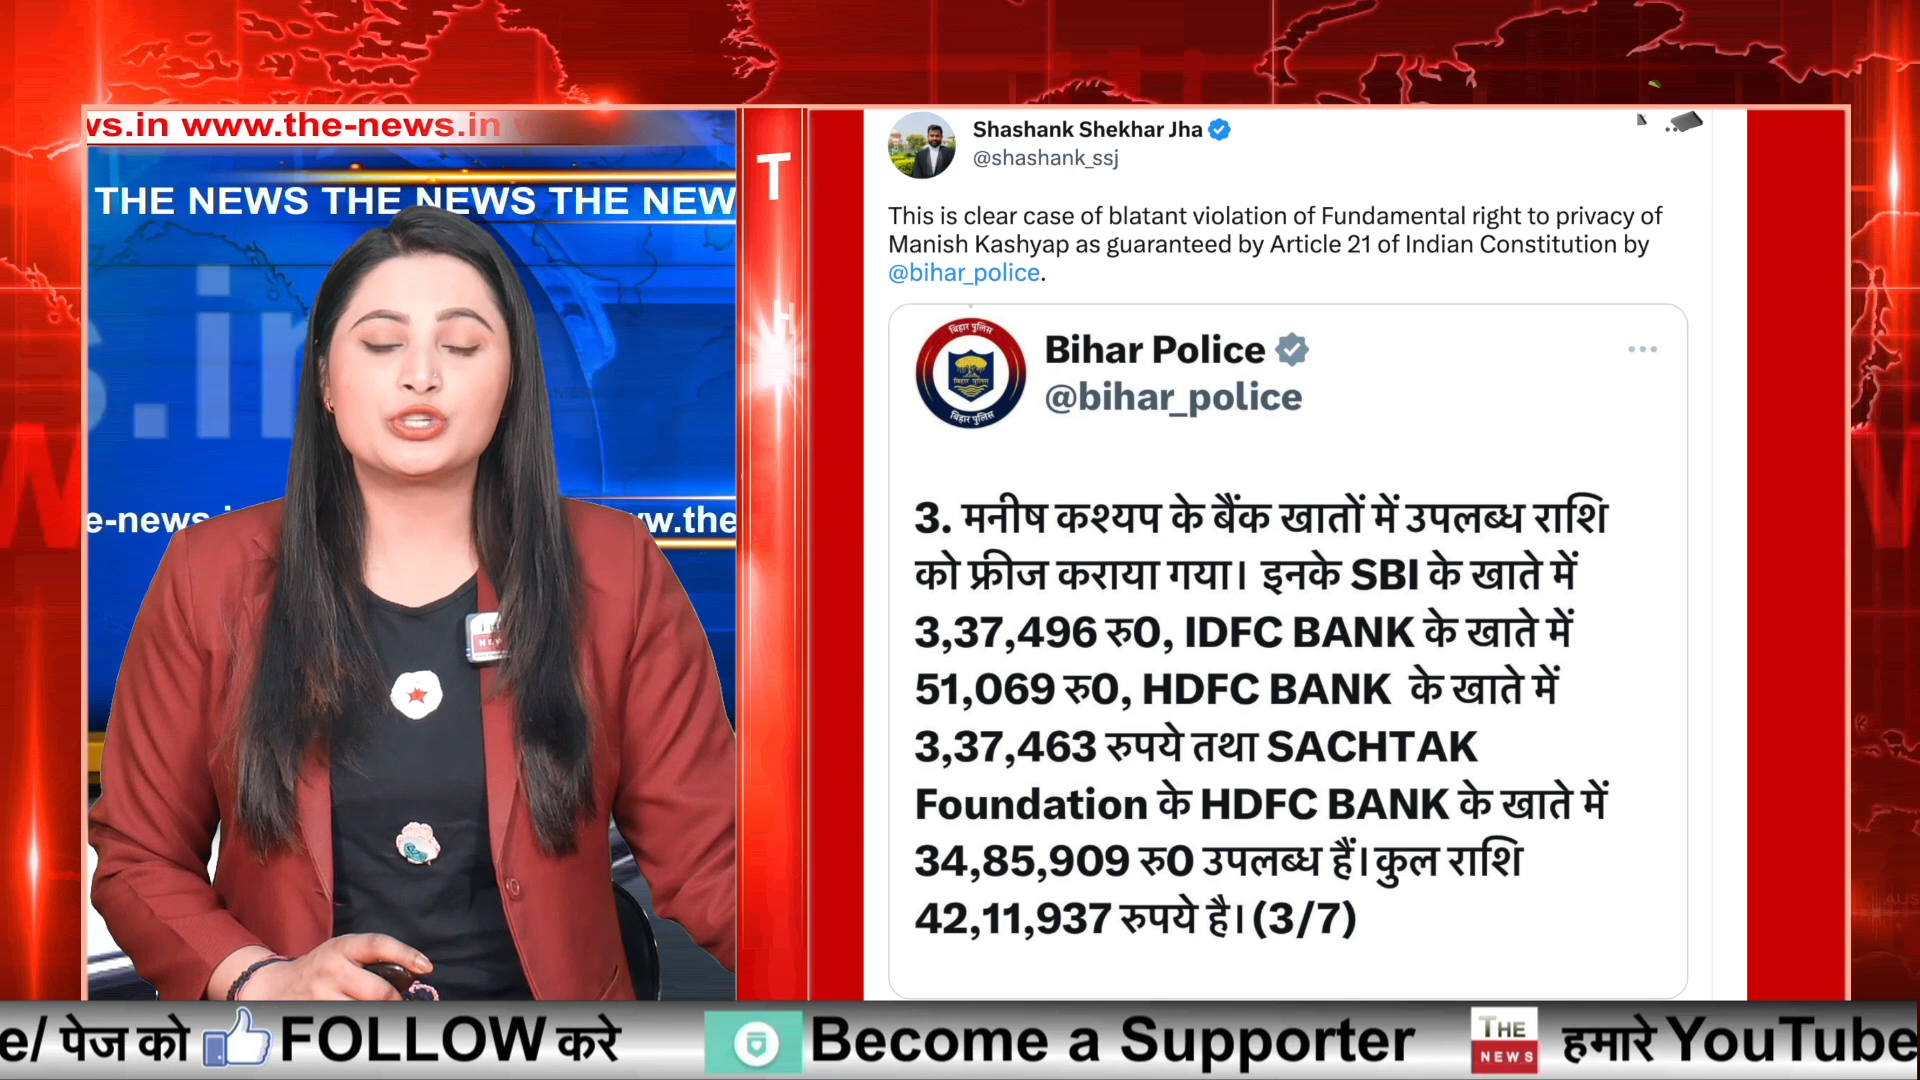 vs.in www.the-news.in
THE NEWS THE NEWS THE NEW
s.in
e-news.i
w.the
T
H
Shashank Shekhar Jha
@shashank_ssj
This is clear case of blatant violation of Fundamental right to privacy of
Manish Kashyap as guaranteed by Article 21 of Indian Constitution by
@bihar_police.
बिहार पुलिस
बिहार पुलिस
बिहार पुलिस
Bihar Police
@bihar_police
3. मनीष कश्यप के बैंक खातों में उपलब्ध राशि
को फ्रीज कराया गया। इनके SBI के खाते में
3,37,496 रु0, IDFC BANK के खाते में
51,069 रु0, HDFC BANK के खाते में
3,37,463 रुपये तथा SACHTAK
Foundation के HDFC BANK के खाते में
34,85,909 रु0 उपलब्ध हैं। कुल राशि
42,11,937 रुपये है। (3/7)
e/ पेज को FOLLOW करे Become a Supporter THE NEWS हमारे YouTube